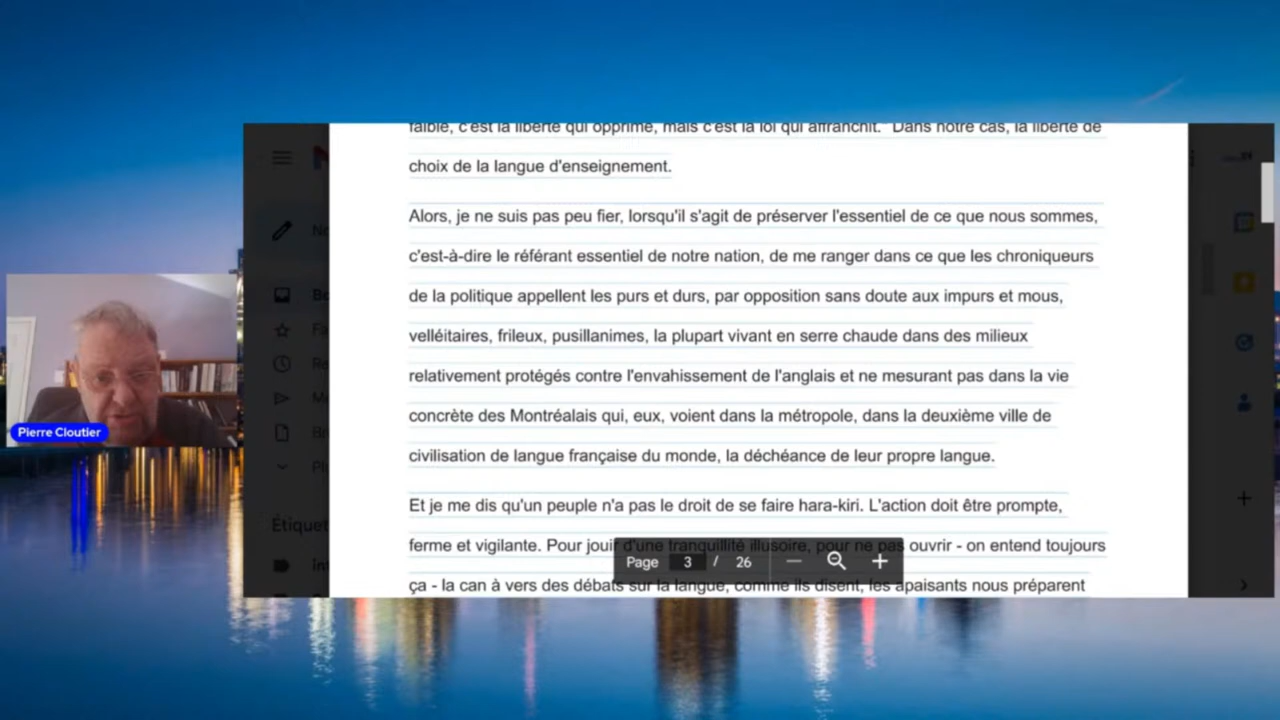 faible, c'est la liberté qui opprime, mais c'est la loi qui affranchit." Dans notre cas, la liberté de
choix de la langue d'enseignement.
Alors, je ne suis pas peu fier, lorsqu'il s'agit de préserver l'essentiel de ce que nous sommes,
c'est-à-dire le référant essentiel de notre nation, de me ranger dans ce que les chroniqueurs
de la politique appellent les purs et durs, par opposition sans doute aux impurs et mous,
velléitaires, frileux, pusillanimes, la plupart vivant en serre chaude dans des milieux
relativement protégés contre l'envahissement de l'anglais et ne mesurant pas dans la vie
concrète des Montréalais qui, eux, voient dans la métropole, dans la deuxième ville de
civilisation de langue française du monde, la déchéance de leur propre langue.
Et je me dis qu'un peuple n'a pas le droit de se faire hara-kiri. L'action doit être prompte,
ferme et vigilante. Pour jouir d'une tranquillité illusoire, pour ne pas ouvrir - on entend toujours
ça - la can à vers des débats sur la langue, comme ils disent, les apaisants nous préparent
Page 3 / 26
Pierre Cloutier
Étiquet